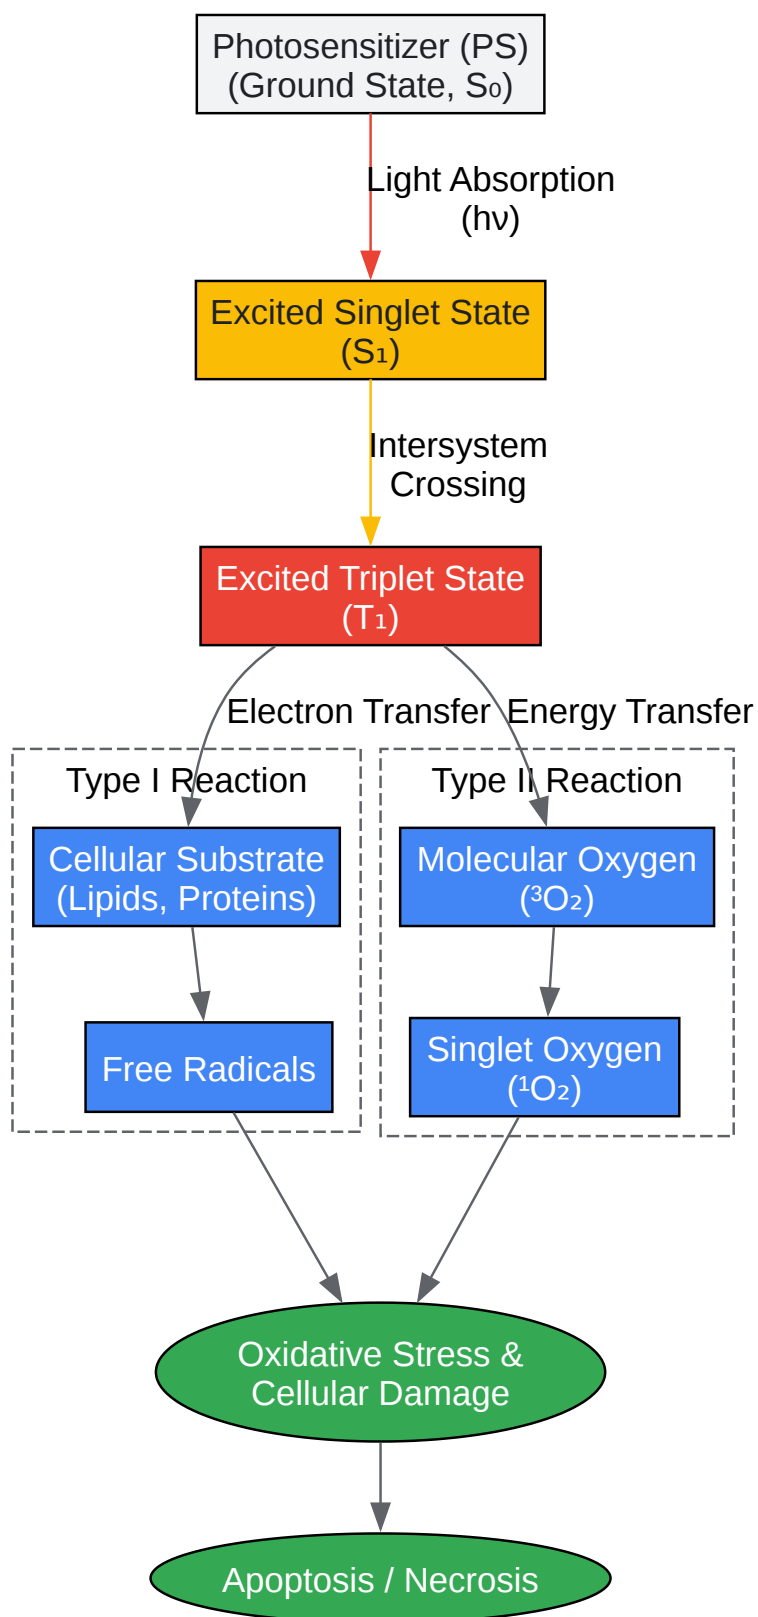 Photosensitizer (PS)
(Ground State, S₀)
Light Absorption
(hν)
Excited Singlet State
(S₁)
Intersystem
Crossing
Excited Triplet State
(T₁)
Electron Transfer
Energy Transfer
Type I Reaction
Type II Reaction
Cellular Substrate
(Lipids, Proteins)
Molecular Oxygen
(³O₂)
Free Radicals
Singlet Oxygen
(¹O₂)
Oxidative Stress &
Cellular Damage
Apoptosis / Necrosis